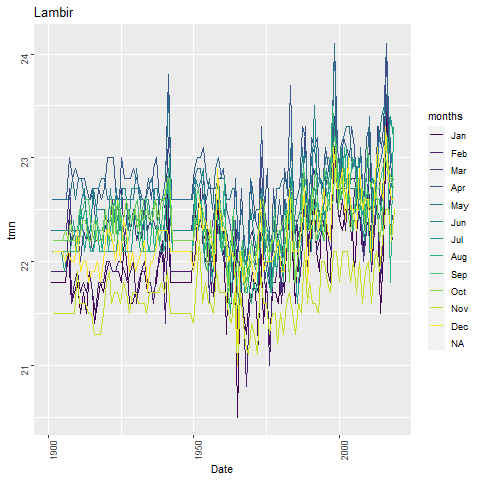 Lambir
tmn
24
23
22
21
1900
1950
2000
Date
months
Jan
Feb
Mar
Apr
May
Jun
Jul
Aug
Sep
Oct
Nov
Dec
NA